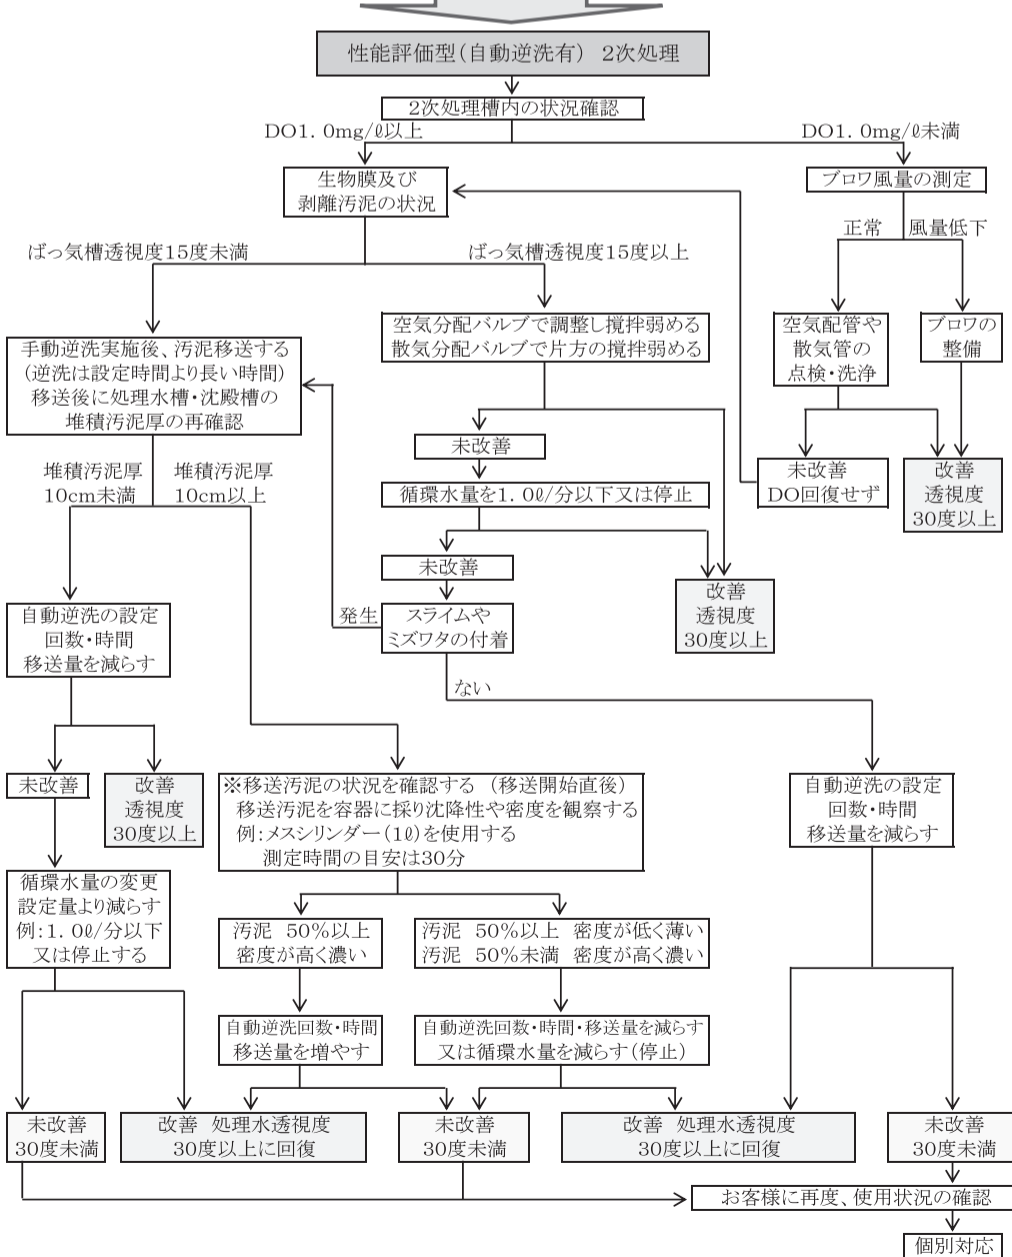 性能評価型(自動逆洗有) 2次処理
2次処理槽内の状況確認
DO1.0mg/ℓ以上
DO1.0mg/ℓ未満
生物膜及び
剥離汚泥の状況
ブロワ風量の測定
正常
風量低下
ばっ気槽透視度15度未満
ばっ気槽透視度15度以上
手動逆洗実施後、汚泥移送する
(逆洗は設定時間より長い時間)
移送後に処理水槽・沈殿槽の
堆積汚泥厚の再確認
空気分配バルブで調整し撹拌弱める
散気分配バルブで片方の撹拌弱める
空気配管や
散気管の
点検・洗浄
ブロワの
整備
未改善
循環水量を1.0ℓ/分以下又は停止
未改善
DO回復せず
改善
透視度
30度以上
堆積汚泥厚
10cm未満
堆積汚泥厚
10cm以上
未改善
スライムや
ミズワタの付着
発生
改善
透視度
30度以上
ない
自動逆洗の設定
回数・時間
移送量を減らす
未改善
改善
透視度
30度以上
※移送汚泥の状況を確認する (移送開始直後)
移送汚泥を容器に採り沈降性や密度を観察する
例:メスシリンダー(1ℓ)を使用する
測定時間の目安は30分
自動逆洗の設定
回数・時間
移送量を減らす
循環水量の変更
設定量より減らす
例:1.0ℓ/分以下
又は停止する
汚泥 50%以上
密度が高く濃い
汚泥 50%以上 密度が低く薄い
汚泥 50%未満 密度が高く濃い
自動逆洗回数・時間
移送量を増やす
自動逆洗回数・時間・移送量を減らす
又は循環水量を減らす(停止)
未改善
30度未満
改善 処理水透視度
30度以上に回復
未改善
30度未満
改善 処理水透視度
30度以上に回復
未改善
30度未満
お客様に再度、使用状況の確認
個別対応